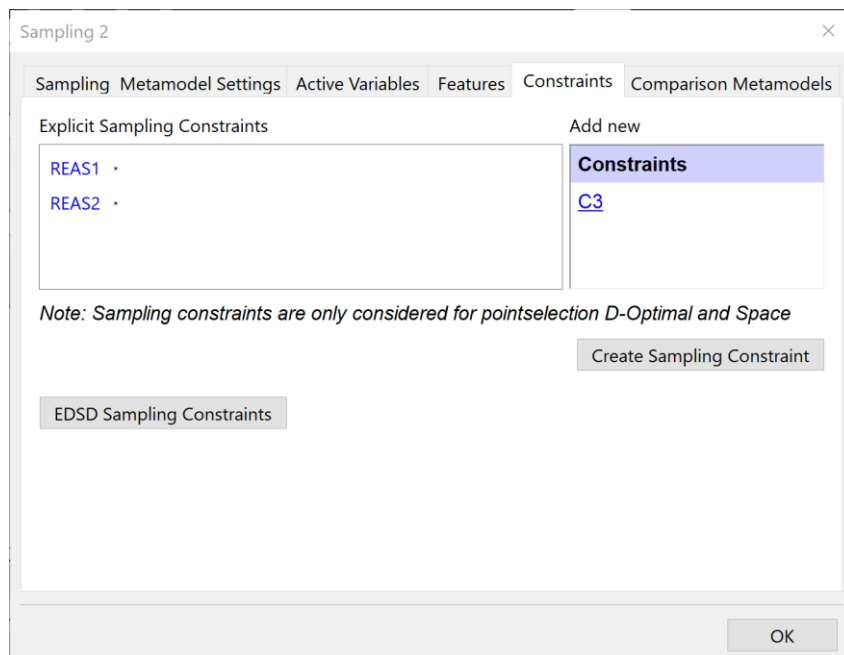 Sampling 2
Sampling Metamodel Settings Active Variables Features Constraints Comparison Metamodels
Explicit Sampling Constraints
Add new
REAS1
REAS2
Constraints
C3
Note: Sampling constraints are only considered for pointselection D-Optimal and Space
Create Sampling Constraint
EDSD Sampling Constraints
OK